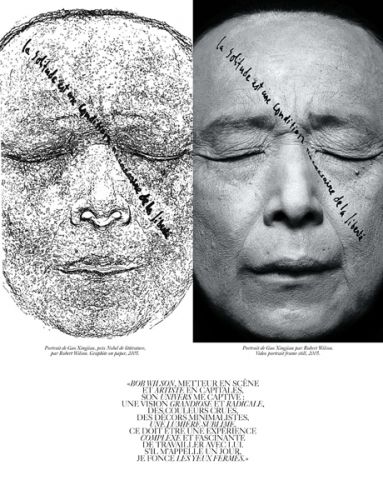 la solitude est une condition
nécessaire de la liberté
la solitude est une condition
nécessaire de la liberté
Portrait de Gao Xingjian, prix Nobel de littérature,
par Robert Wilson. Graphite on paper, 2005.
Portrait de Gao Xingjian par Robert Wilson.
Video portrait frame still, 2005.
«BOB WILSON, METTEUR EN SCÈNE
ET ARTISTE EN CAPITALES,
SON UNIVERS ME CAPTIVE ;
UNE VISION GRANDIOSE ET RADICALE,
DES COULEURS CRUES,
DES DÉCORS MINIMALISTES,
UNE LUMIÈRE SUBLIME,
CE DOIT ÊTRE UNE EXPÉRIENCE
COMPLEXE ET FASCINANTE
DE TRAVAILLER AVEC LUI.
S'IL M'APPELLE UN JOUR,
JE FONCE LES YEUX FERMÉS.»